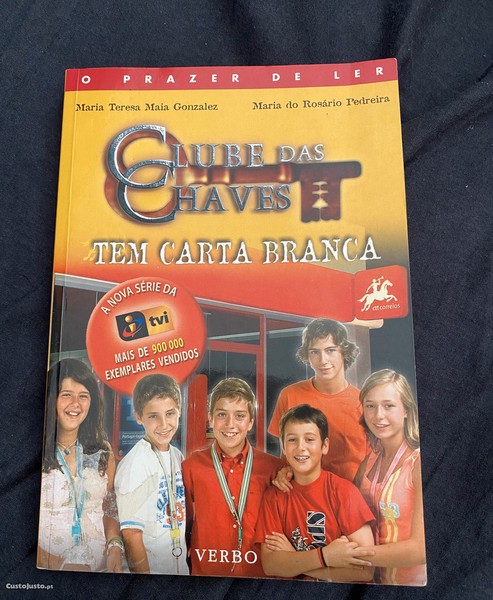 O PRAZER DE LER
Maria Teresa Maia Gonzalez Maria do Rosário Pedreira
CLUBE DAS
CHAVES
TEM CARTA BRANCA
A NOVA SÉRIE DA
tvi
MAIS DE 900 000
EXEMPLARES VENDIDOS
ctt correios
VERBO
CustoJusto.pt